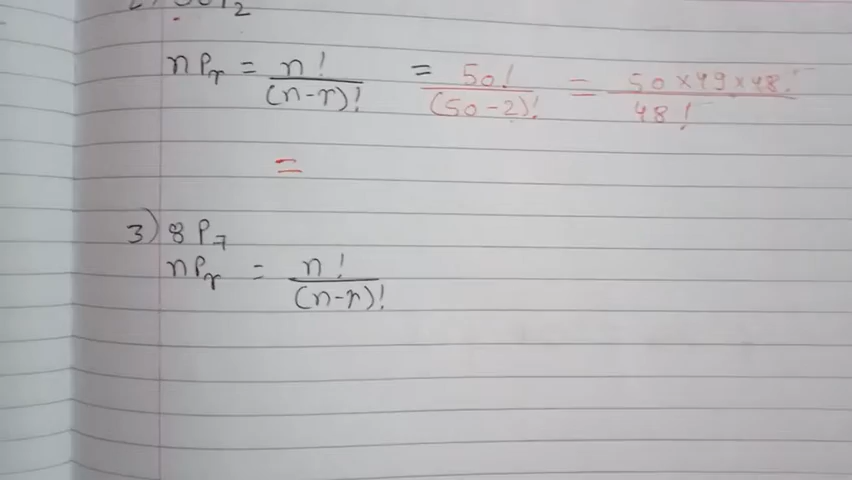 nPr = n! / (n-r)! = 50! / (50-2)! = 50×49×48! / 48!
=
3) 8P7
nPr = n! / (n-r)!